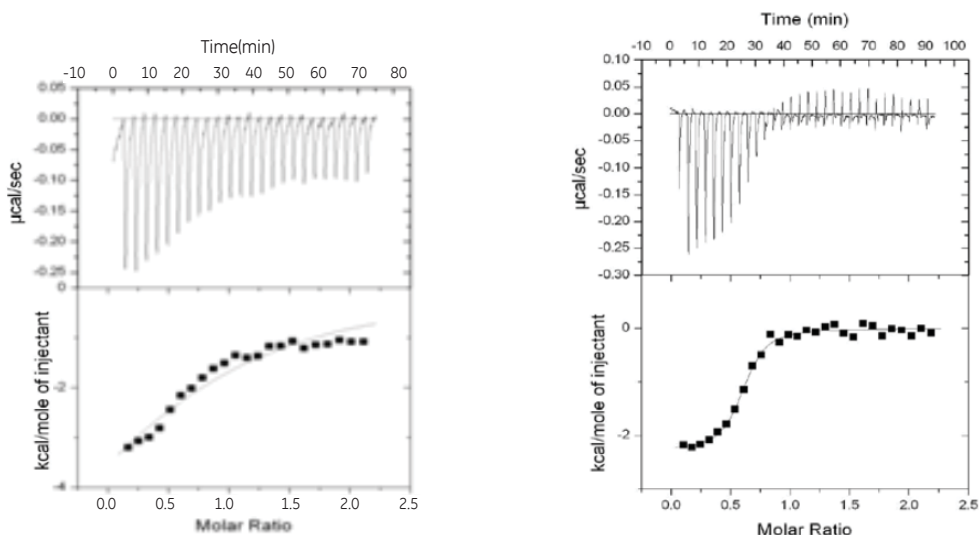 Time(min)
-10 0 10 20 30 40 50 60 70 80
0.05
0.00
-0.05
-0.10
-0.15
-0.20
-0.25
µcal/sec
0
-2
-4
kcal/mole of injectant
0.0 0.5 1.0 1.5 2.0 2.5
Molar Ratio
Time (min)
-10 0 10 20 30 40 50 60 70 80 90 100
0.10
0.05
0.00
-0.05
-0.10
-0.15
-0.20
-0.25
-0.30
µcal/sec
0
-2
kcal/mole of injectant
0.0 0.5 1.0 1.5 2.0 2.5
Molar Ratio